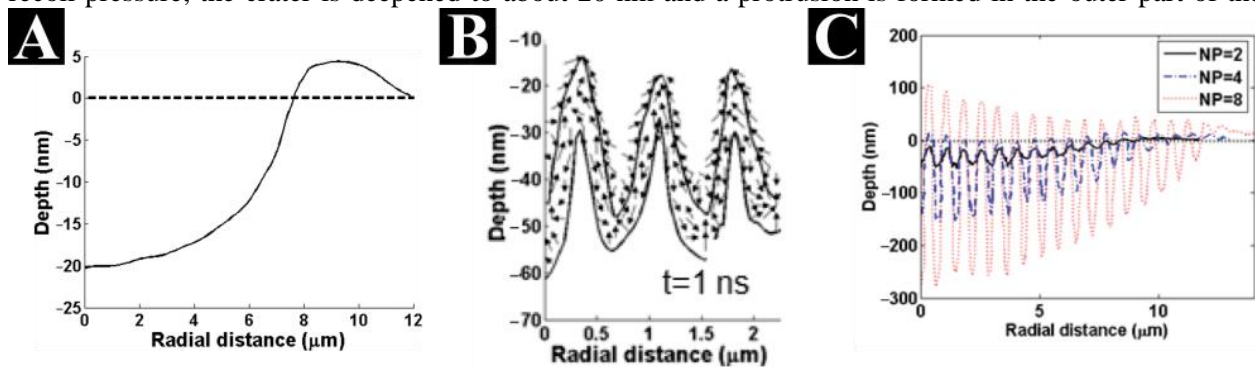 recoil pressure, the crater is deepened to about 20 nm and a protrusion is formed in the outer part of the
A
5
0
−5
−10
−15
−20
−25
Depth (nm)
0 2 4 6 8 10 12
Radial distance (μm)
B
−10
−20
−30
−40
−50
−60
−70
Depth (nm)
t=1 ns
0 0.5 1 1.5 2
Radial distance (μm)
C
200
100
0
−100
−200
−300
Depth (nm)
NP=2
NP=4
NP=8
0 5 10
Radial distance (μm)